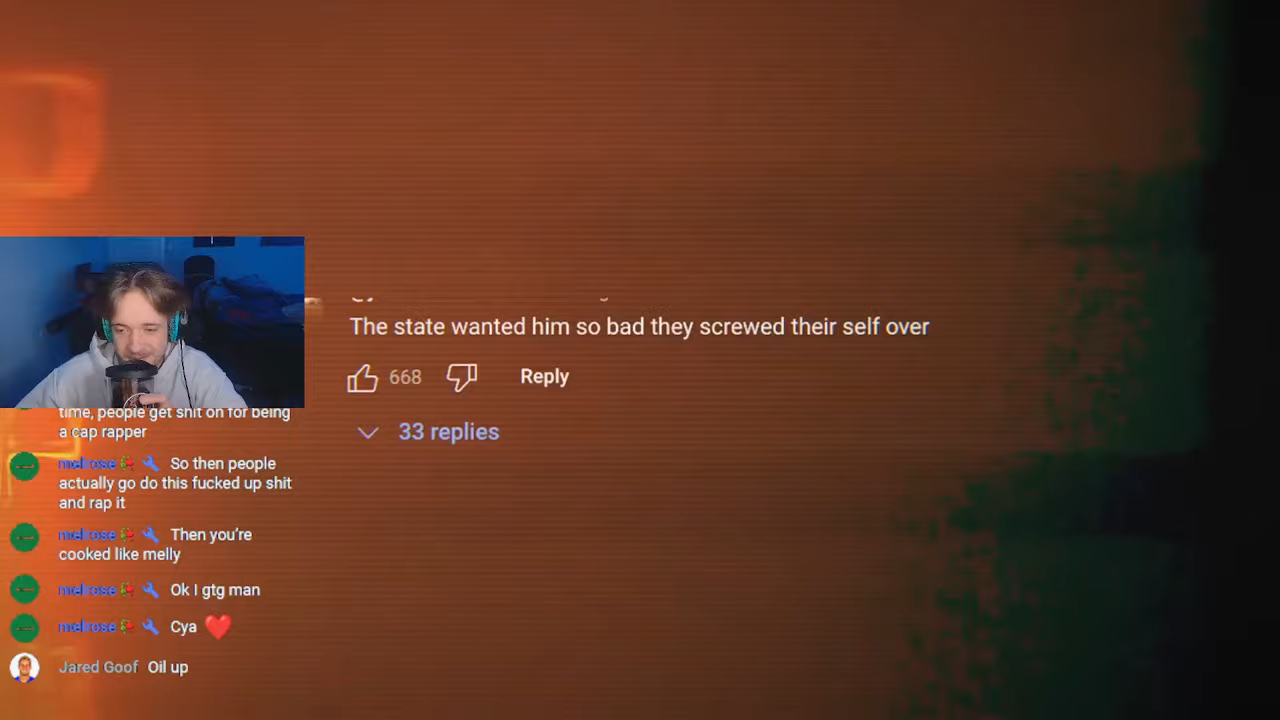 The state wanted him so bad they screwed their self over
668
Reply
33 replies
time, people get shit on for being
a cap rapper
melrose So then people
actually go do this fucked up shit
and rap it
melrose Then you’re
cooked like melly
melrose Ok I gtg man
melrose Cya ❤️
Jared Goof Oil up